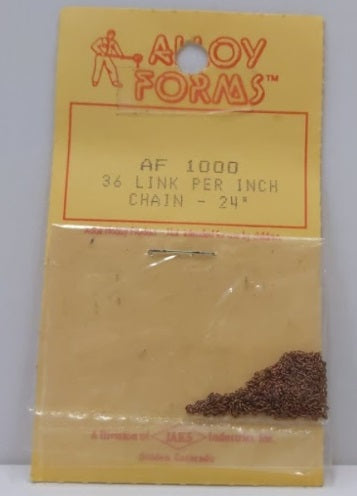 ALLOY
FORMS™
AF 1000
36 LINK PER INCH
CHAIN - 24"
A Division of JAKS Industries Inc.
Golden Colorado